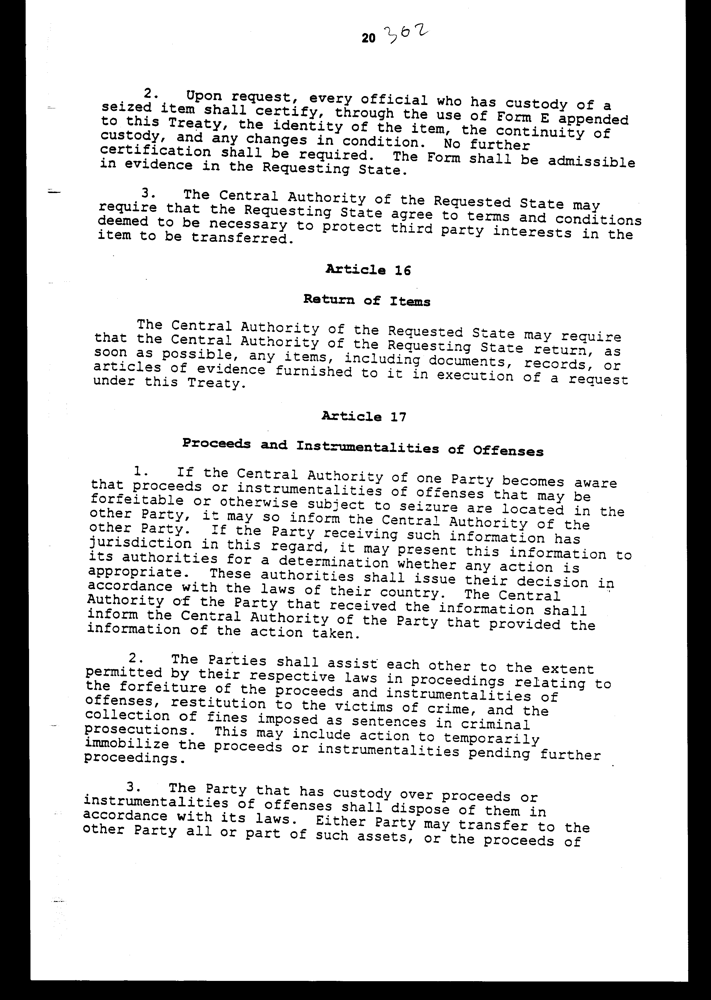 20 362
2. Upon request, every official who has custody of a
seized item shall certify, through the use of Form E appended
to this Treaty, the identity of the item, the continuity of
custody, and any changes in condition. No further
certification shall be required. The Form shall be admissible
in evidence in the Requesting State.
3. The Central Authority of the Requested State may
require that the Requesting State agree to terms and conditions
deemed to be necessary to protect third party interests in the
item to be transferred.
Article 16
Return of Items
The Central Authority of the Requested State may require
that the Central Authority of the Requesting State return, as
soon as possible, any items, including documents, records, or
articles of evidence furnished to it in execution of a request
under this Treaty.
Article 17
Proceeds and Instrumentalities of Offenses
1. If the Central Authority of one Party becomes aware
that proceeds or instrumentalities of offenses that may be
forfeitable or otherwise subject to seizure are located in the
other Party, it may so inform the Central Authority of the
other Party. If the Party receiving such information has
jurisdiction in this regard, it may present this information to
its authorities for a determination whether any action is
appropriate. These authorities shall issue their decision in
accordance with the laws of their country. The Central
Authority of the Party that received the information shall
inform the Central Authority of the Party that provided the
information of the action taken.
2. The Parties shall assist each other to the extent
permitted by their respective laws in proceedings relating to
the forfeiture of the proceeds and instrumentalities of
offenses, restitution to the victims of crime, and the
collection of fines imposed as sentences in criminal
prosecutions. This may include action to temporarily
immobilize the proceeds or instrumentalities pending further
proceedings.
3. The Party that has custody over proceeds or
instrumentalities of offenses shall dispose of them in
accordance with its laws. Either Party may transfer to the
other Party all or part of such assets, or the proceeds of